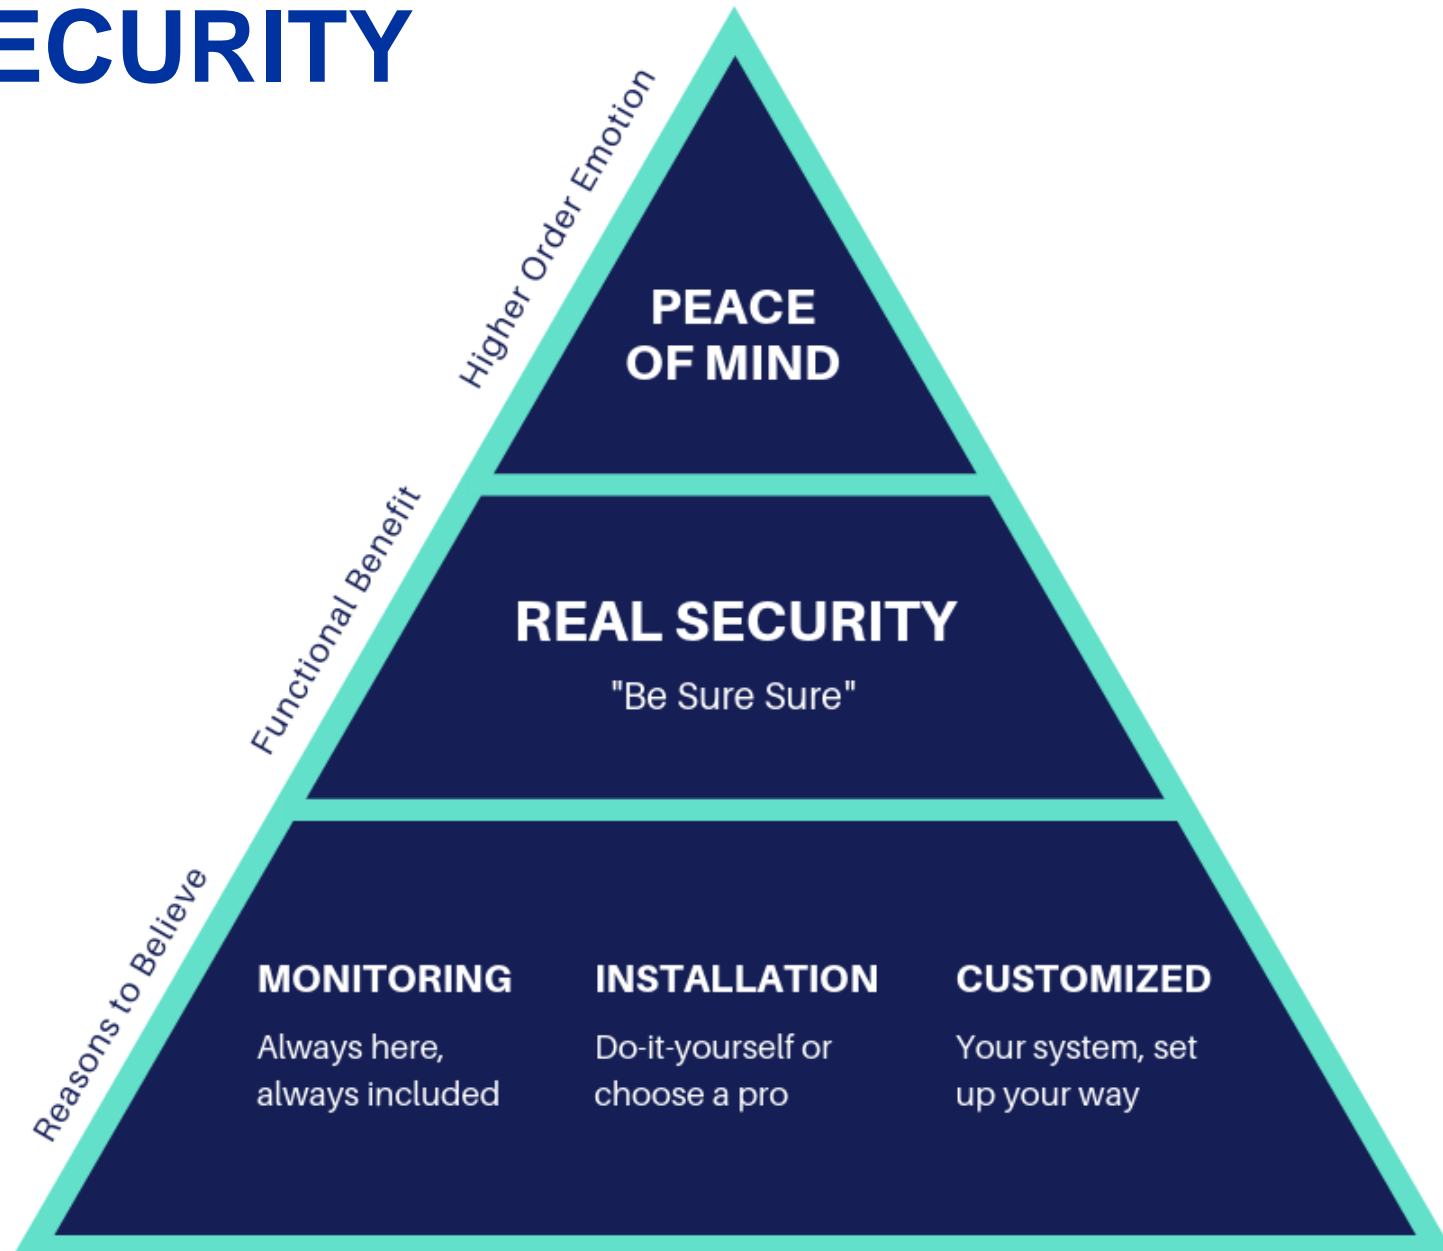 ECURITY
Higher Order Emotion
PEACE
OF MIND
Functional Benefit
REAL SECURITY
"Be Sure Sure"
Reasons to Believe
MONITORING
Always here,
always included
INSTALLATION
Do-it-yourself or
choose a pro
CUSTOMIZED
Your system, set
up your way